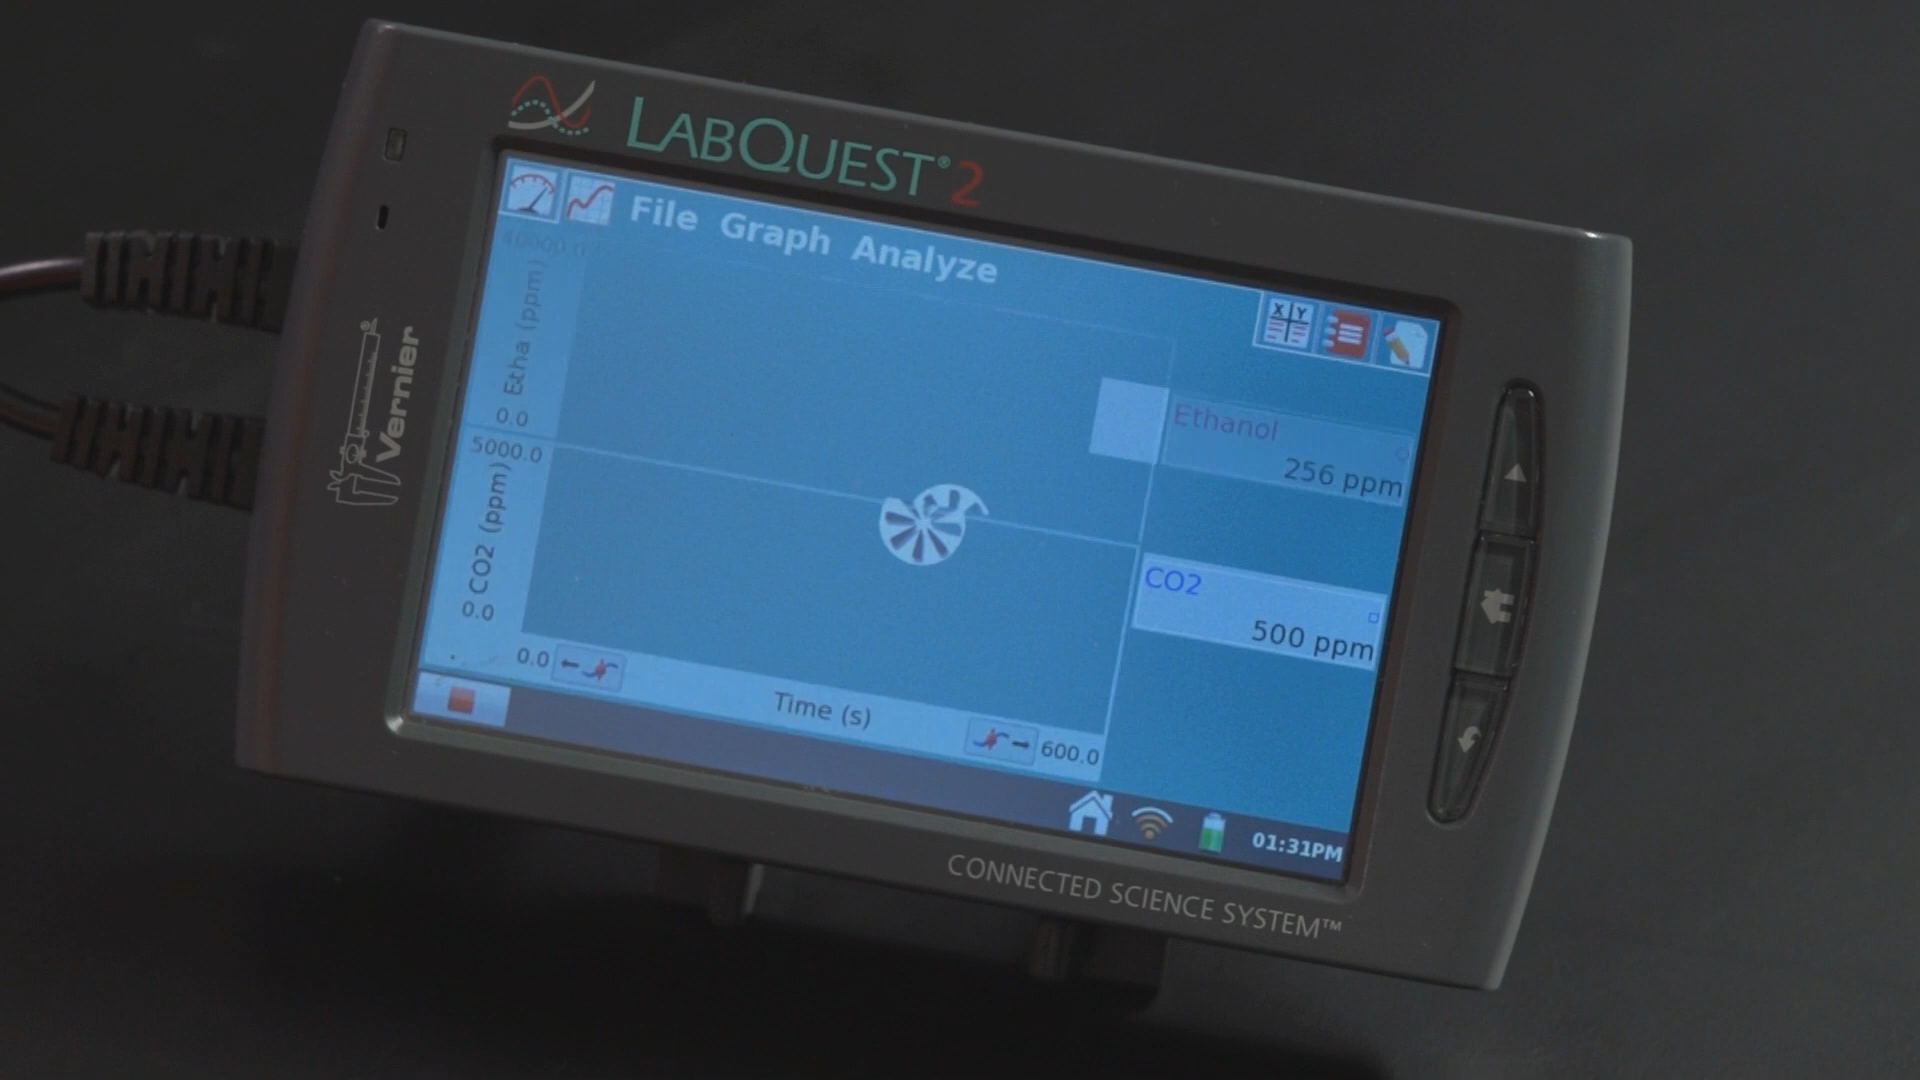 LABQUEST® 2
File Graph Analyze
X Y
Etha (ppm)
0.0
5000.0
CO2 (ppm)
0.0
Ethanol
256 ppm
CO2
500 ppm
0.0
Time (s)
600.0
01:31PM
Vernier®
CONNECTED SCIENCE SYSTEM™